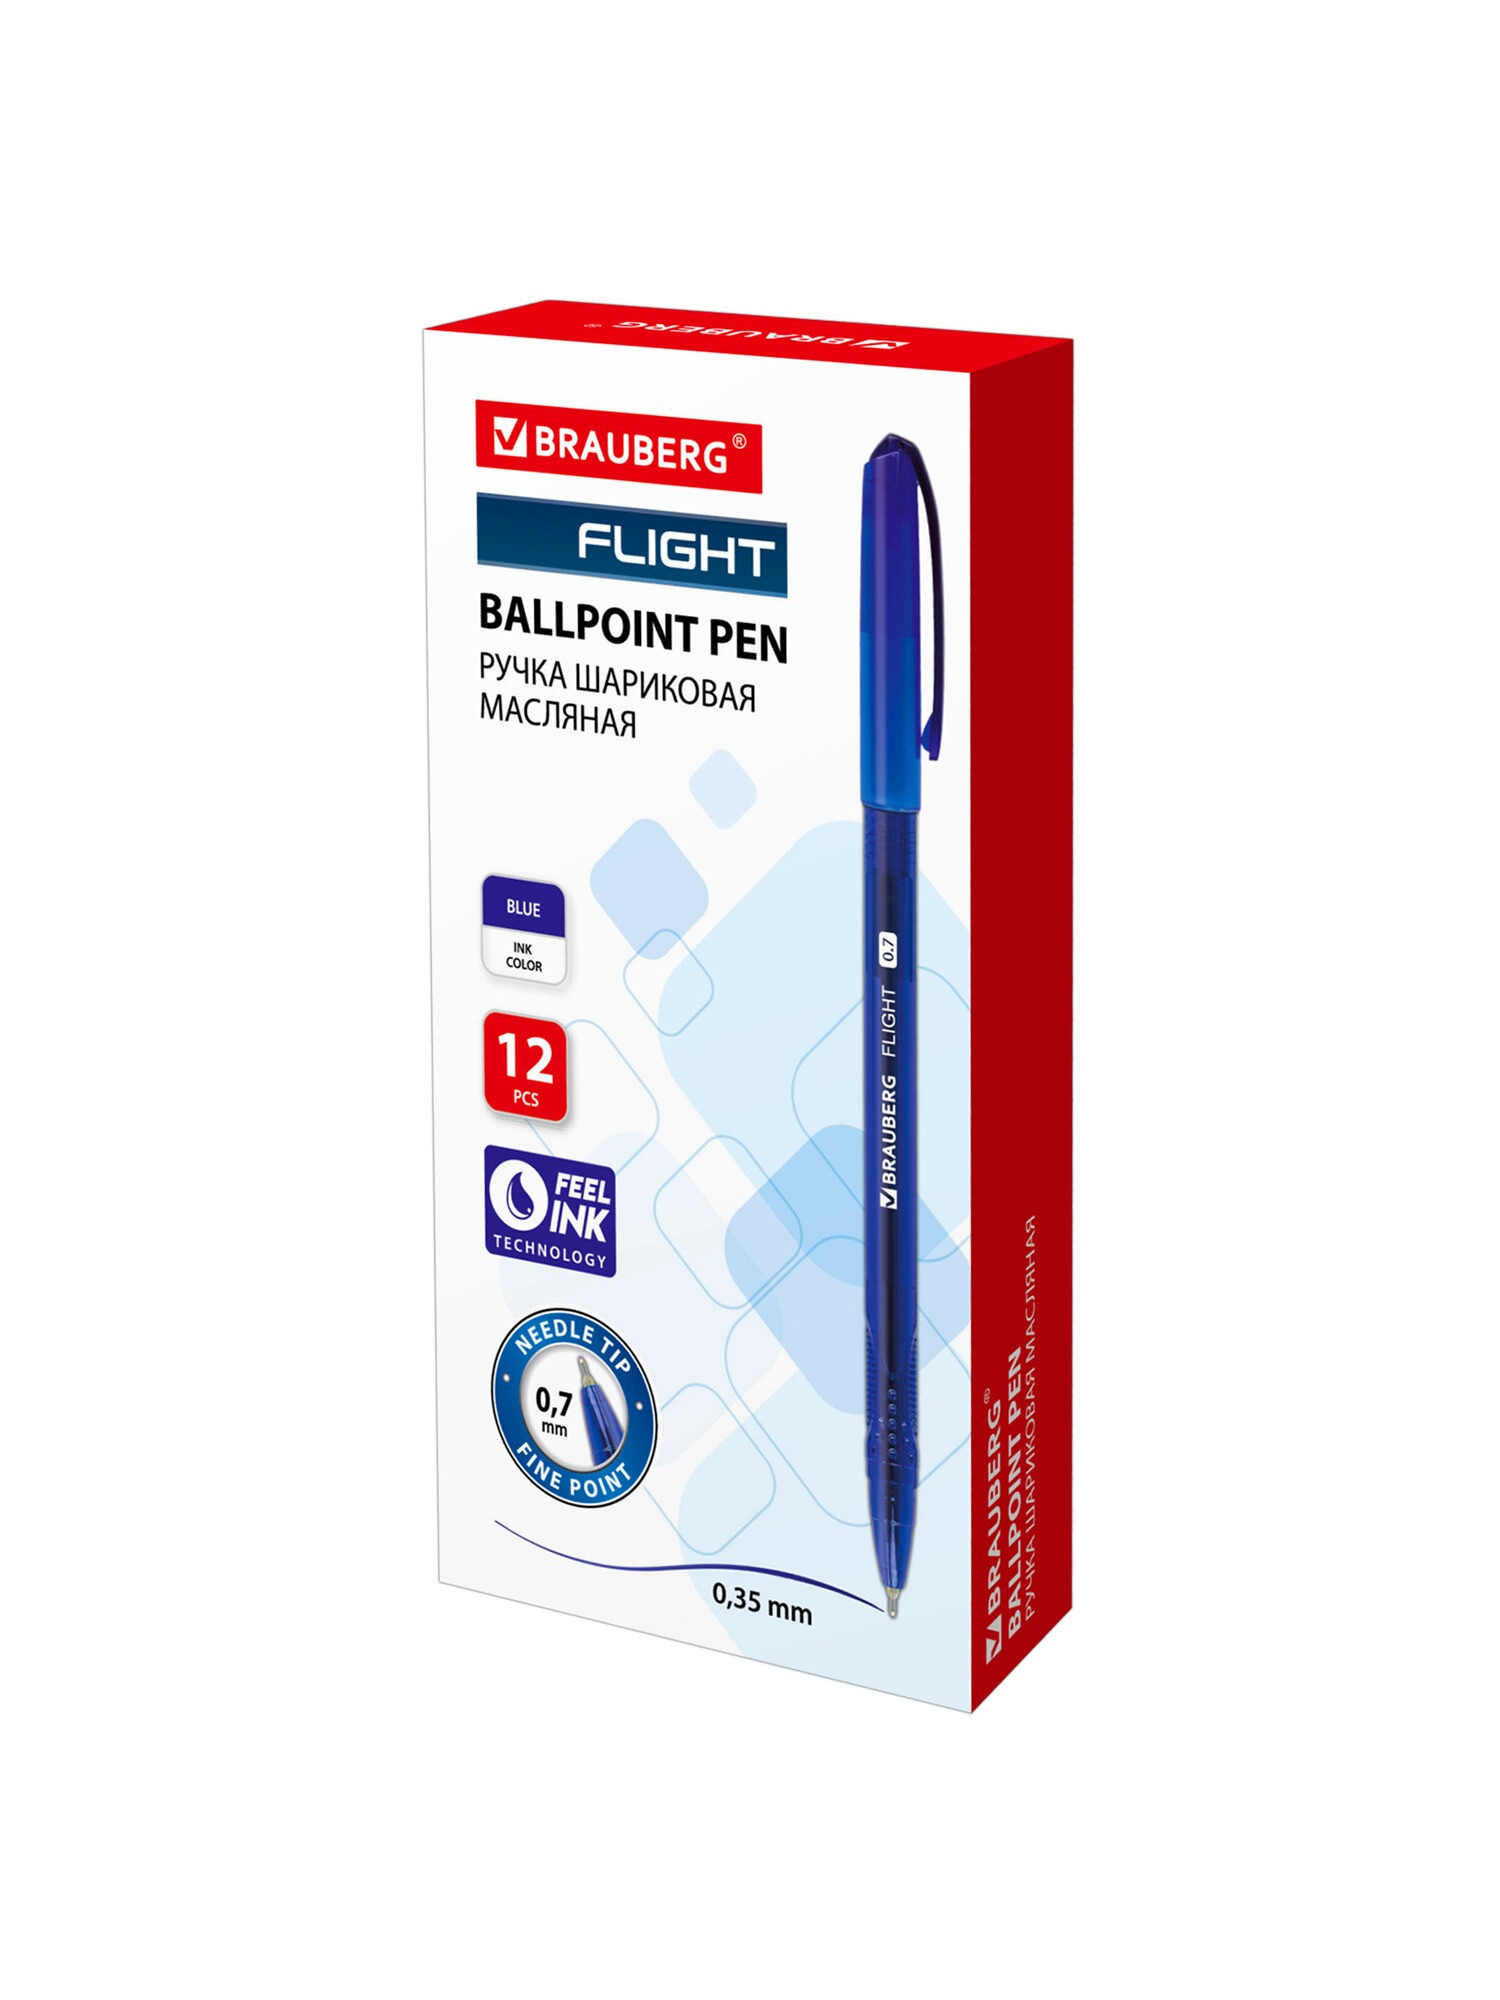 BRAUBERG®
BRAUBERG®
FLIGHT
BALLPOINT PEN
РУЧКА ШАРИКОВАЯ
МАСЛЯНАЯ
BLUE
INK
COLOR
12
PCS
FEEL
INK
TECHNOLOGY
NEEDLE TIP
0,7
mm
FINE POINT
0,35 mm
BRAUBERG FLIGHT 0.7
BRAUBERG®
BALLPOINT PEN
РУЧКА ШАРИКОВАЯ МАСЛЯНАЯ